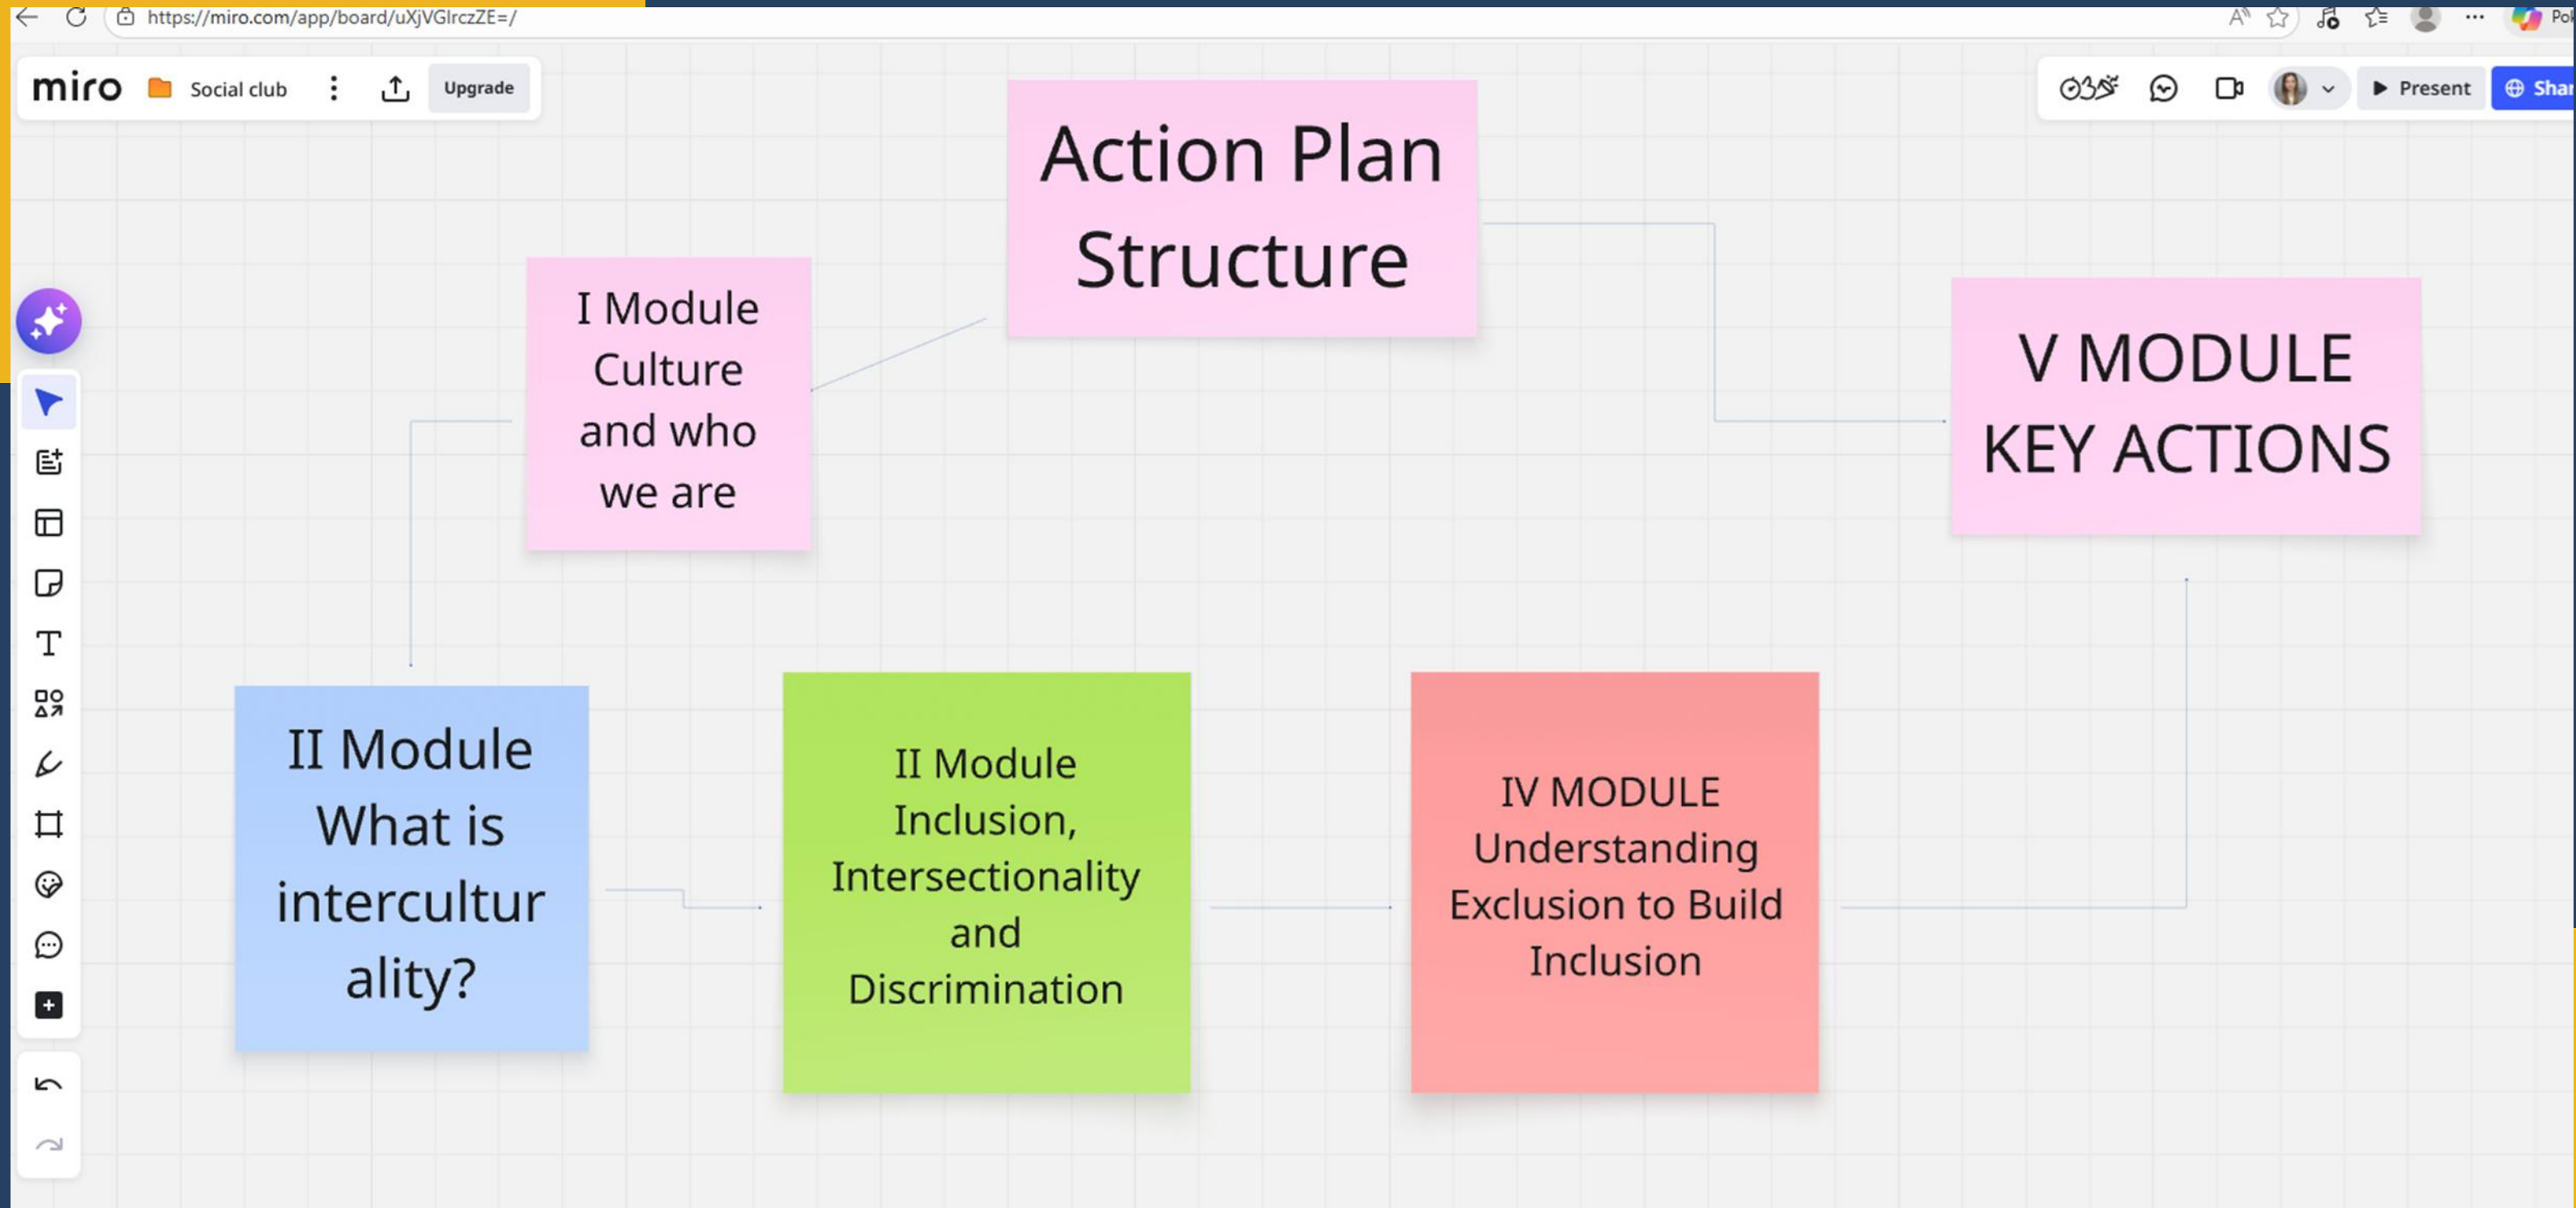 https://miro.com/app/board/uXjVGIrczZE=/
miro
Social club
Upgrade
Present
Shar
Action Plan
Structure
I Module
Culture
and who
we are
V MODULE
KEY ACTIONS
II Module
What is
intercultur
ality?
II Module
Inclusion,
Intersectionality
and
Discrimination
IV MODULE
Understanding
Exclusion to Build
Inclusion